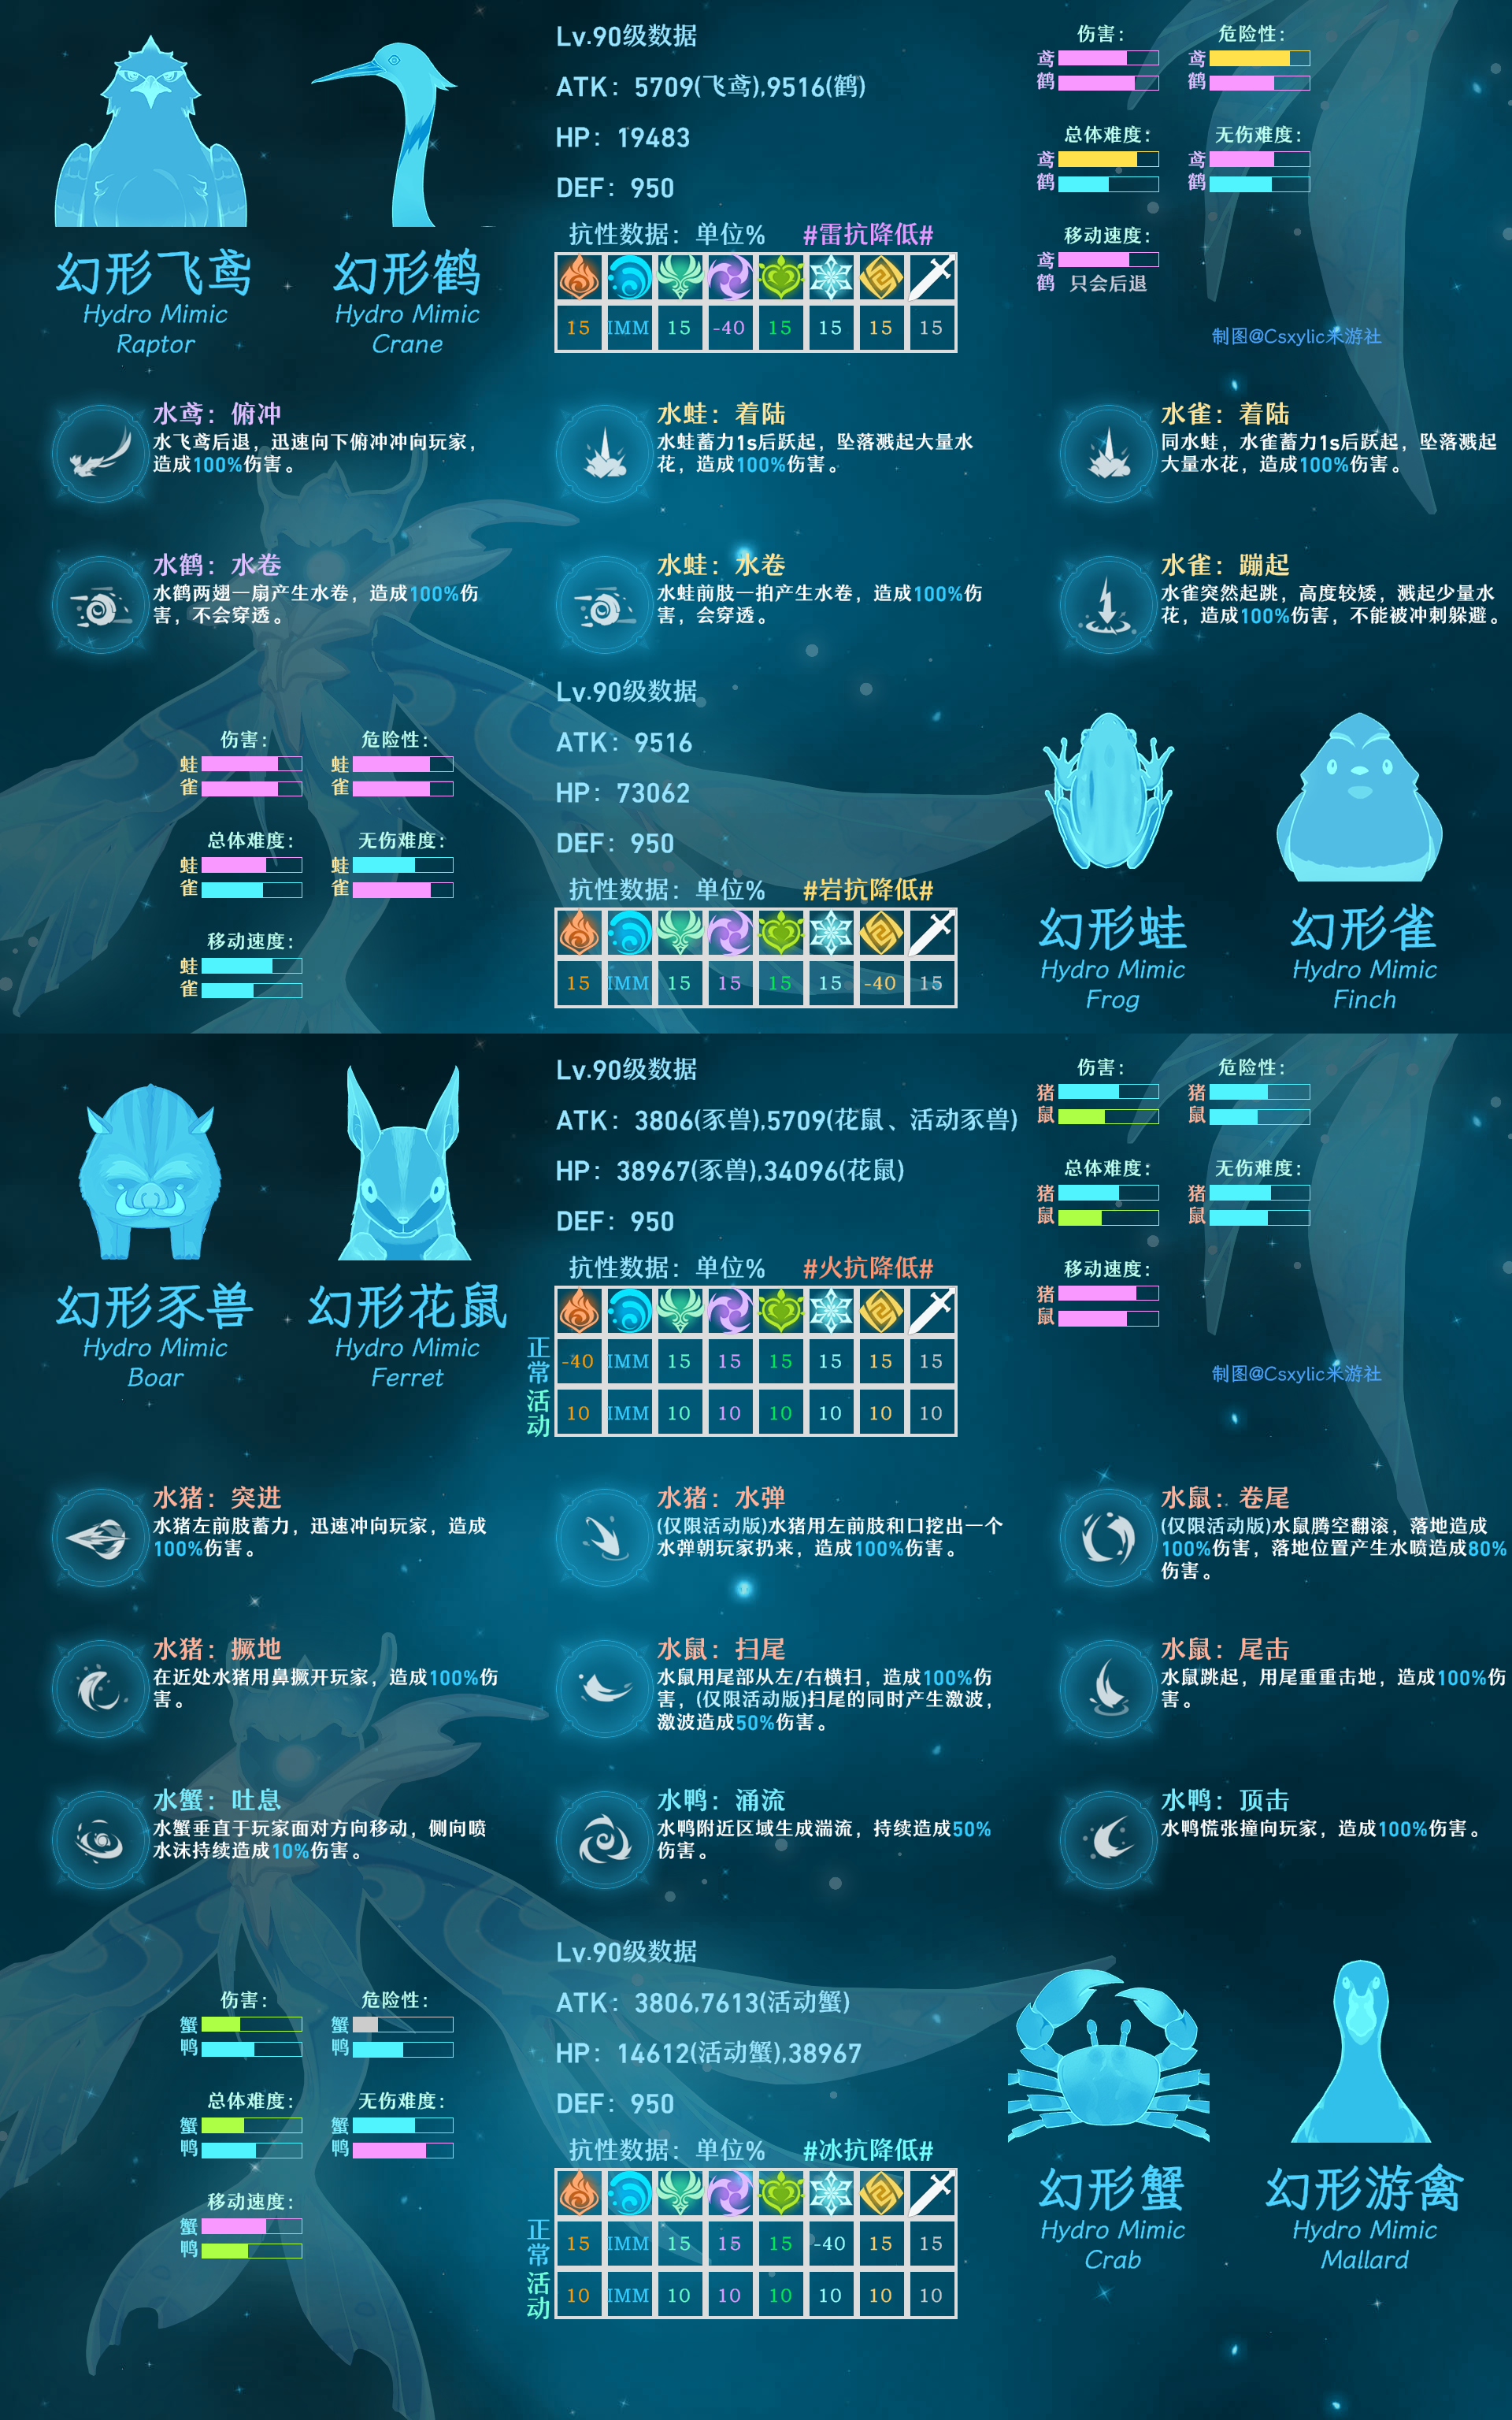 幻形飞鸢
Hydro Mimic
Raptor
幻形鹤
Hydro Mimic
Crane
Lv.90级数据
ATK：5709(飞鸢),9516(鹤)
HP：19483
DEF：950
抗性数据：单位% #雷抗降低#
15 IMM 15 -40 15 15 15 15
伤害：
鸢
鹤
危险性：
鸢
鹤
总体难度：
鸢
鹤
无伤难度：
鸢
鹤
移动速度：
鸢
鹤 只会后退
制图@Csxylic米游社
水鸢：俯冲
水飞鸢后退，迅速向下俯冲冲向玩家，
造成100%伤害。
水蛙：着陆
水蛙蓄力1s后跃起，坠落溅起大量水
花，造成100%伤害。
水雀：着陆
同水蛙，水雀蓄力1s后跃起，坠落溅起
大量水花，造成100%伤害。
水鹤：水卷
水鹤两翅一扇产生水卷，造成100%伤
害，不会穿透。
水蛙：水卷
水蛙前肢一拍产生水卷，造成100%伤
害，会穿透。
水雀：蹦起
水雀突然起跳，高度较矮，溅起少量水
花，造成100%伤害，不能被冲刺躲避。
伤害：
蛙
雀
危险性：
蛙
雀
总体难度：
蛙
雀
无伤难度：
蛙
雀
移动速度：
蛙
雀
Lv.90级数据
ATK：9516
HP：73062
DEF：950
抗性数据：单位% #岩抗降低#
15 IMM 15 15 15 15 -40 15
幻形蛙
Hydro Mimic
Frog
幻形雀
Hydro Mimic
Finch
幻形豕兽
Hydro Mimic
Boar
幻形花鼠
Hydro Mimic
Ferret
Lv.90级数据
ATK：3806(豕兽),5709(花鼠、活动豕兽)
HP：38967(豕兽),34096(花鼠)
DEF：950
抗性数据：单位% #火抗降低#
正常 -40 IMM 15 15 15 15 15 15
活动 10 IMM 10 10 10 10 10 10
伤害：
猪
鼠
危险性：
猪
鼠
总体难度：
猪
鼠
无伤难度：
猪
鼠
移动速度：
猪
鼠
制图@Csxylic米游社
水猪：突进
水猪左前肢蓄力，迅速冲向玩家，造成
100%伤害。
水猪：水弹
(仅限活动版)水猪用左前肢和口挖出一个
水弹朝玩家扔来，造成100%伤害。
水鼠：卷尾
(仅限活动版)水鼠腾空翻滚，落地造成
100%伤害，落地位置产生水喷造成80%
伤害。
水猪：撅地
在近处水猪用鼻撅开玩家，造成100%伤
害。
水鼠：扫尾
水鼠用尾部从左/右横扫，造成100%伤
害，(仅限活动版)扫尾的同时产生激波，
激波造成50%伤害。
水鼠：尾击
水鼠跳起，用尾重重击地，造成100%伤
害。
水蟹：吐息
水蟹垂直于玩家面对方向移动，侧向喷
水沫持续造成10%伤害。
水鸭：涌流
水鸭附近区域生成湍流，持续造成50%
伤害。
水鸭：顶击
水鸭慌张撞向玩家，造成100%伤害。
伤害：
蟹
鸭
危险性：
蟹
鸭
总体难度：
蟹
鸭
无伤难度：
蟹
鸭
移动速度：
蟹
鸭
Lv.90级数据
ATK：3806,7613(活动蟹)
HP：14612(活动蟹),38967
DEF：950
抗性数据：单位% #冰抗降低#
正常 15 IMM 15 15 15 -40 15 15
活动 10 IMM 10 10 10 10 10 10
幻形蟹
Hydro Mimic
Crab
幻形游禽
Hydro Mimic
Mallard